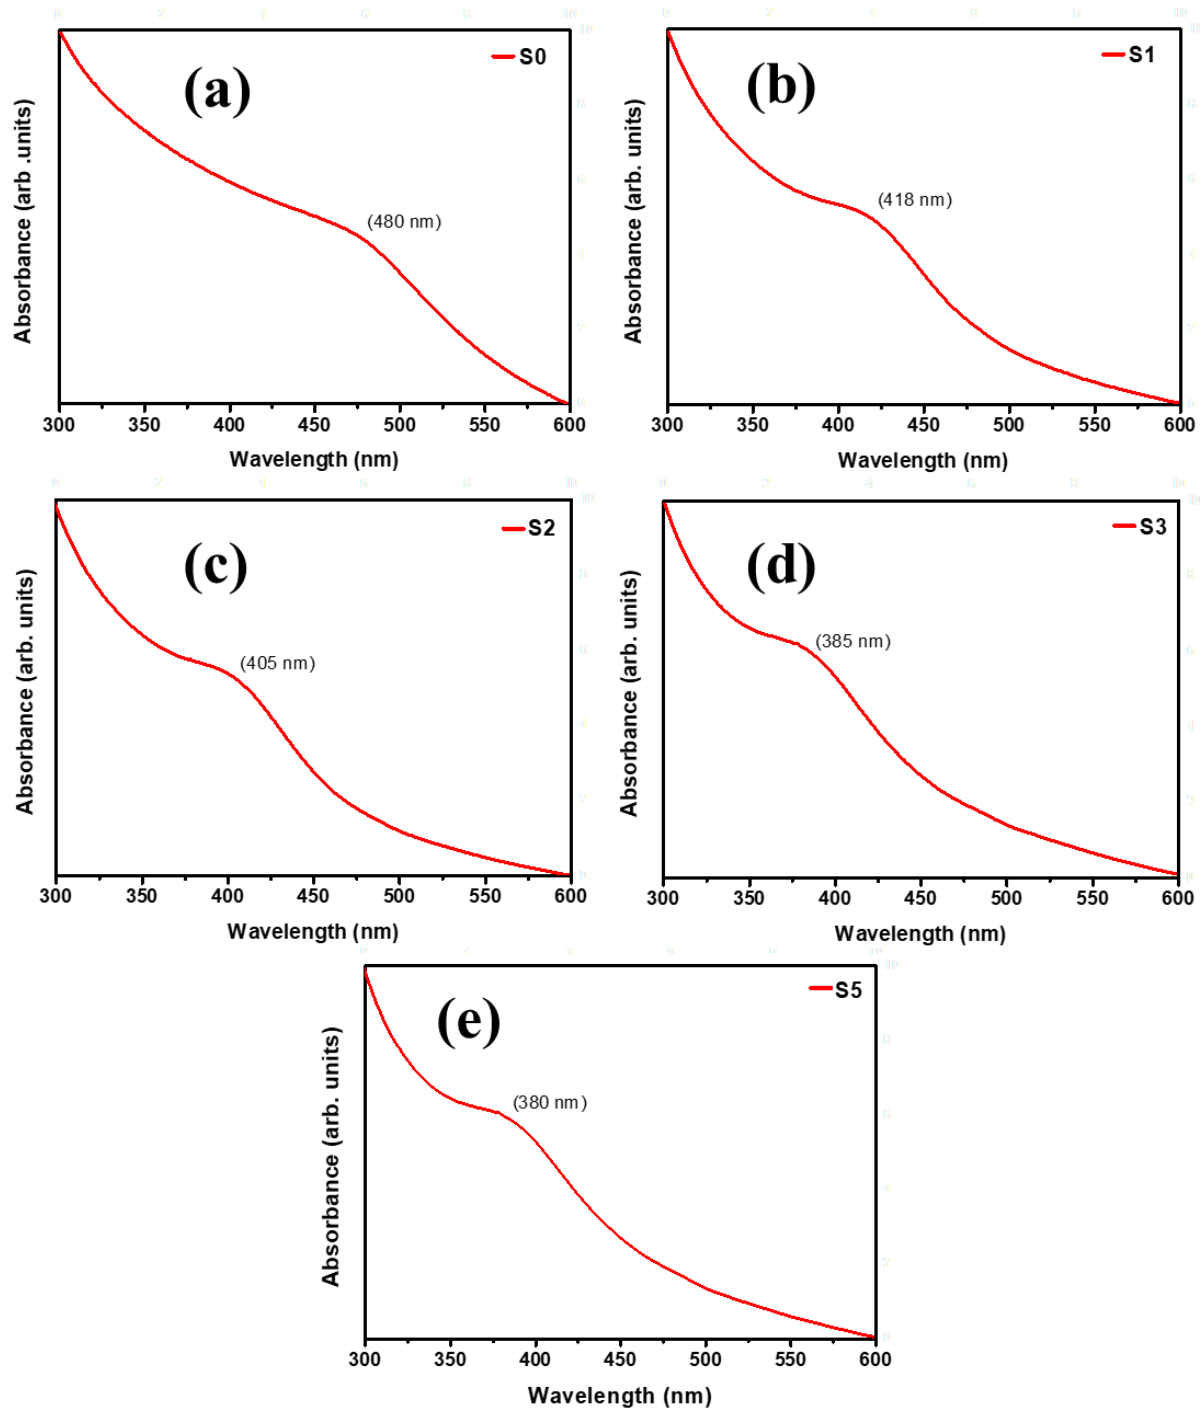 S0
(a)
(480 nm)
Absorbance (arb .units)
300 350 400 450 500 550 600
Wavelength (nm)
S1
(b)
(418 nm)
Absorbance (arb. units)
300 350 400 450 500 550 600
Wavelength (nm)
S2
(c)
(405 nm)
Absorbance (arb. units)
300 350 400 450 500 550 600
Wavelength (nm)
S3
(d)
(385 nm)
Absorbance (arb. units)
300 350 400 450 500 550 600
Wavelength (nm)
S5
(e)
(380 nm)
Absorbance (arb. units)
300 350 400 450 500 550 600
Wavelength (nm)